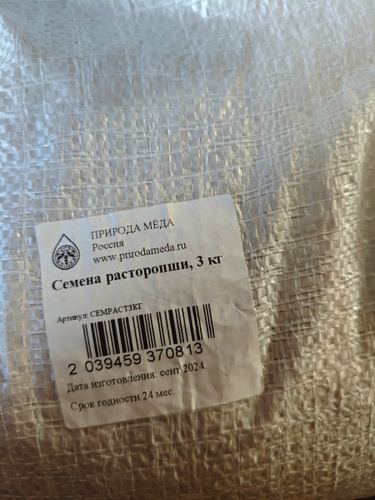 ПРИРОДА МЁДА
Россия
www.prirodameda.ru
Семена расторопши, 3 кг
Артикул: СЕМРАСТ3КГ
2 039459 370813
Дата изготовления: сент 2024
Срок годности 24 мес.